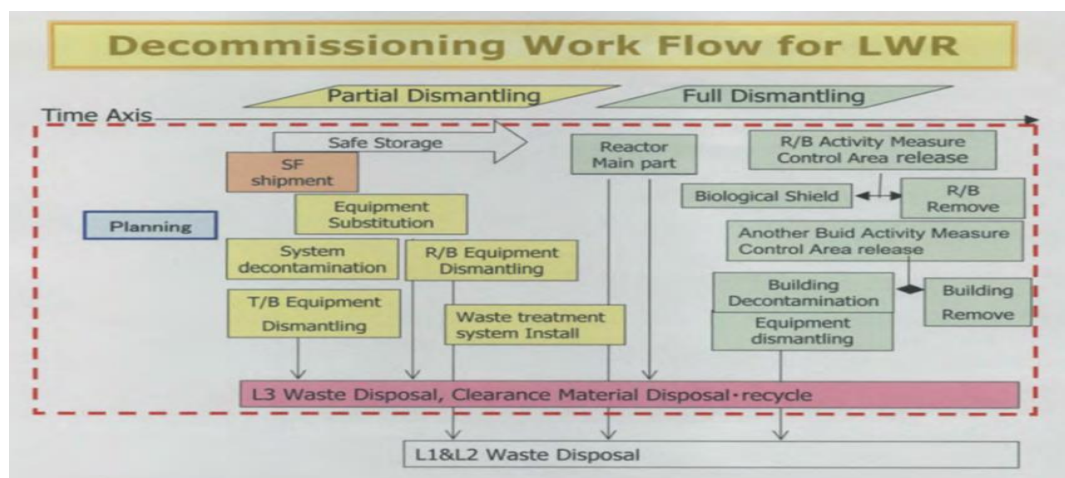 Decommissioning Work Flow for LWR
Partial Dismantling
Full Dismantling
Time Axis
Safe Storage
SF
shipment
Reactor
Main part
R/B Activity Measure
Control Area release
Biological Shield
R/B
Remove
Planning
Equipment
Substitution
Another Buid Activity Measure
Control Area release
System
decontamination
R/B Equipment
Dismantling
Building
Decontamination
Building
Remove
T/B Equipment
Dismantling
Waste treatment
system Install
Equipment
dismantling
L3 Waste Disposal, Clearance Material Disposal・recycle
L1&L2 Waste Disposal